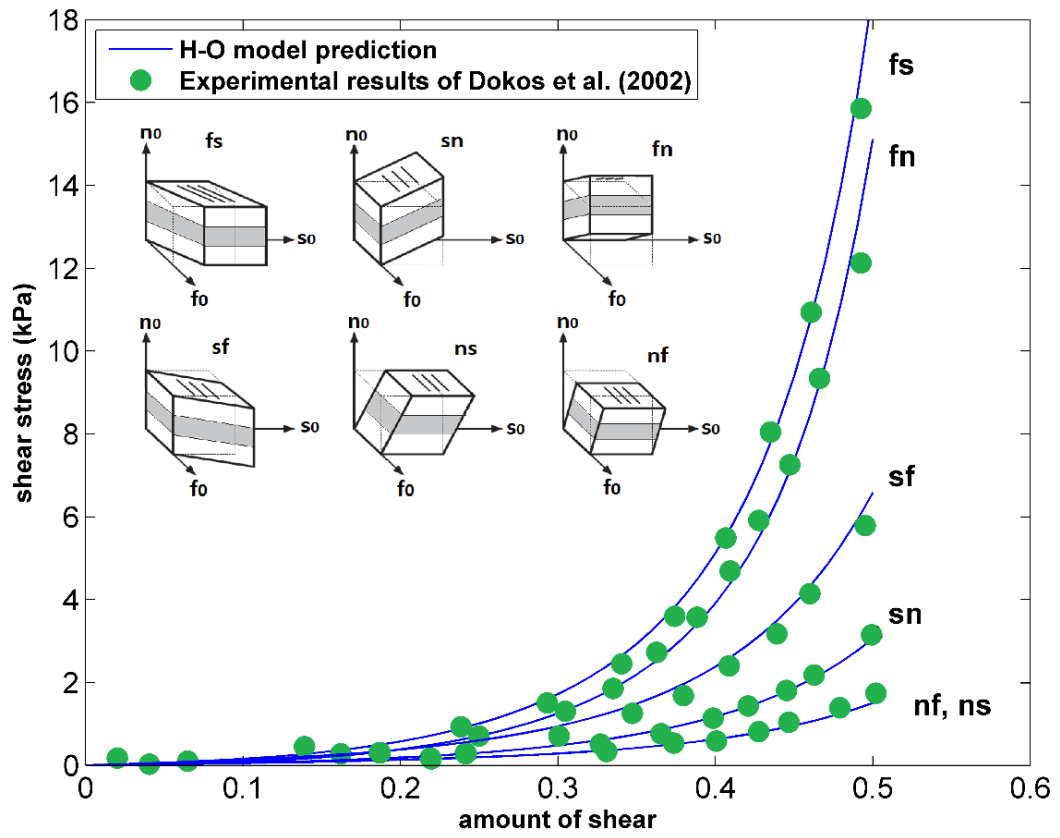 H-O model prediction
Experimental results of Dokos et al. (2002)
shear stress (kPa)
18
16
14
12
10
8
6
4
2
0
n0 fs s0 f0
n0 sn s0 f0
n0 fn s0 f0
n0 sf s0 f0
n0 ns s0 f0
n0 nf s0 f0
fs
fn
sf
sn
nf, ns
0 0.1 0.2 0.3 0.4 0.5 0.6
amount of shear